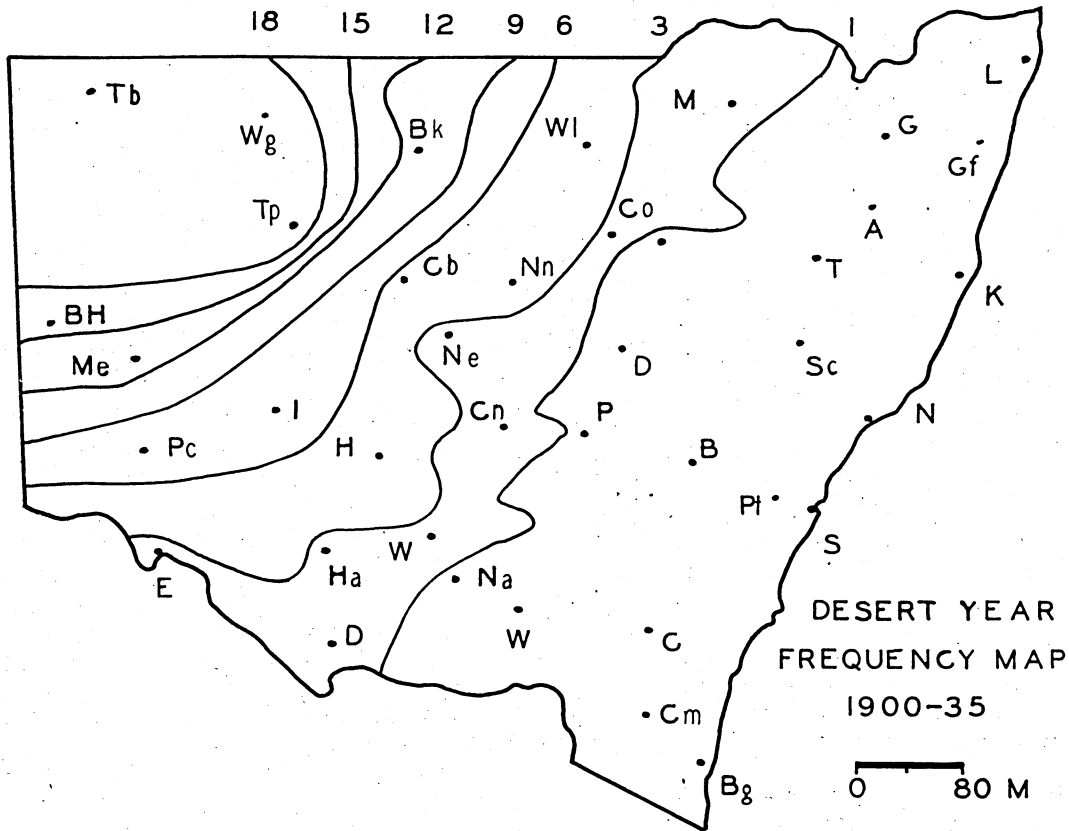 18 15 12 9 6 3 1
Tb
L
M
Wg
Bk
Wl
G
Gf
Tp
Co
A
Cb
Nn
T
K
BH
Ne
D
Sc
Me
I
Cn
P
N
Pc
H
B
Pt
W
S
E
Ha
Na
D
W
C
Cm
Bg
DESERT YEAR
FREQUENCY MAP
1900-35
0 80 M